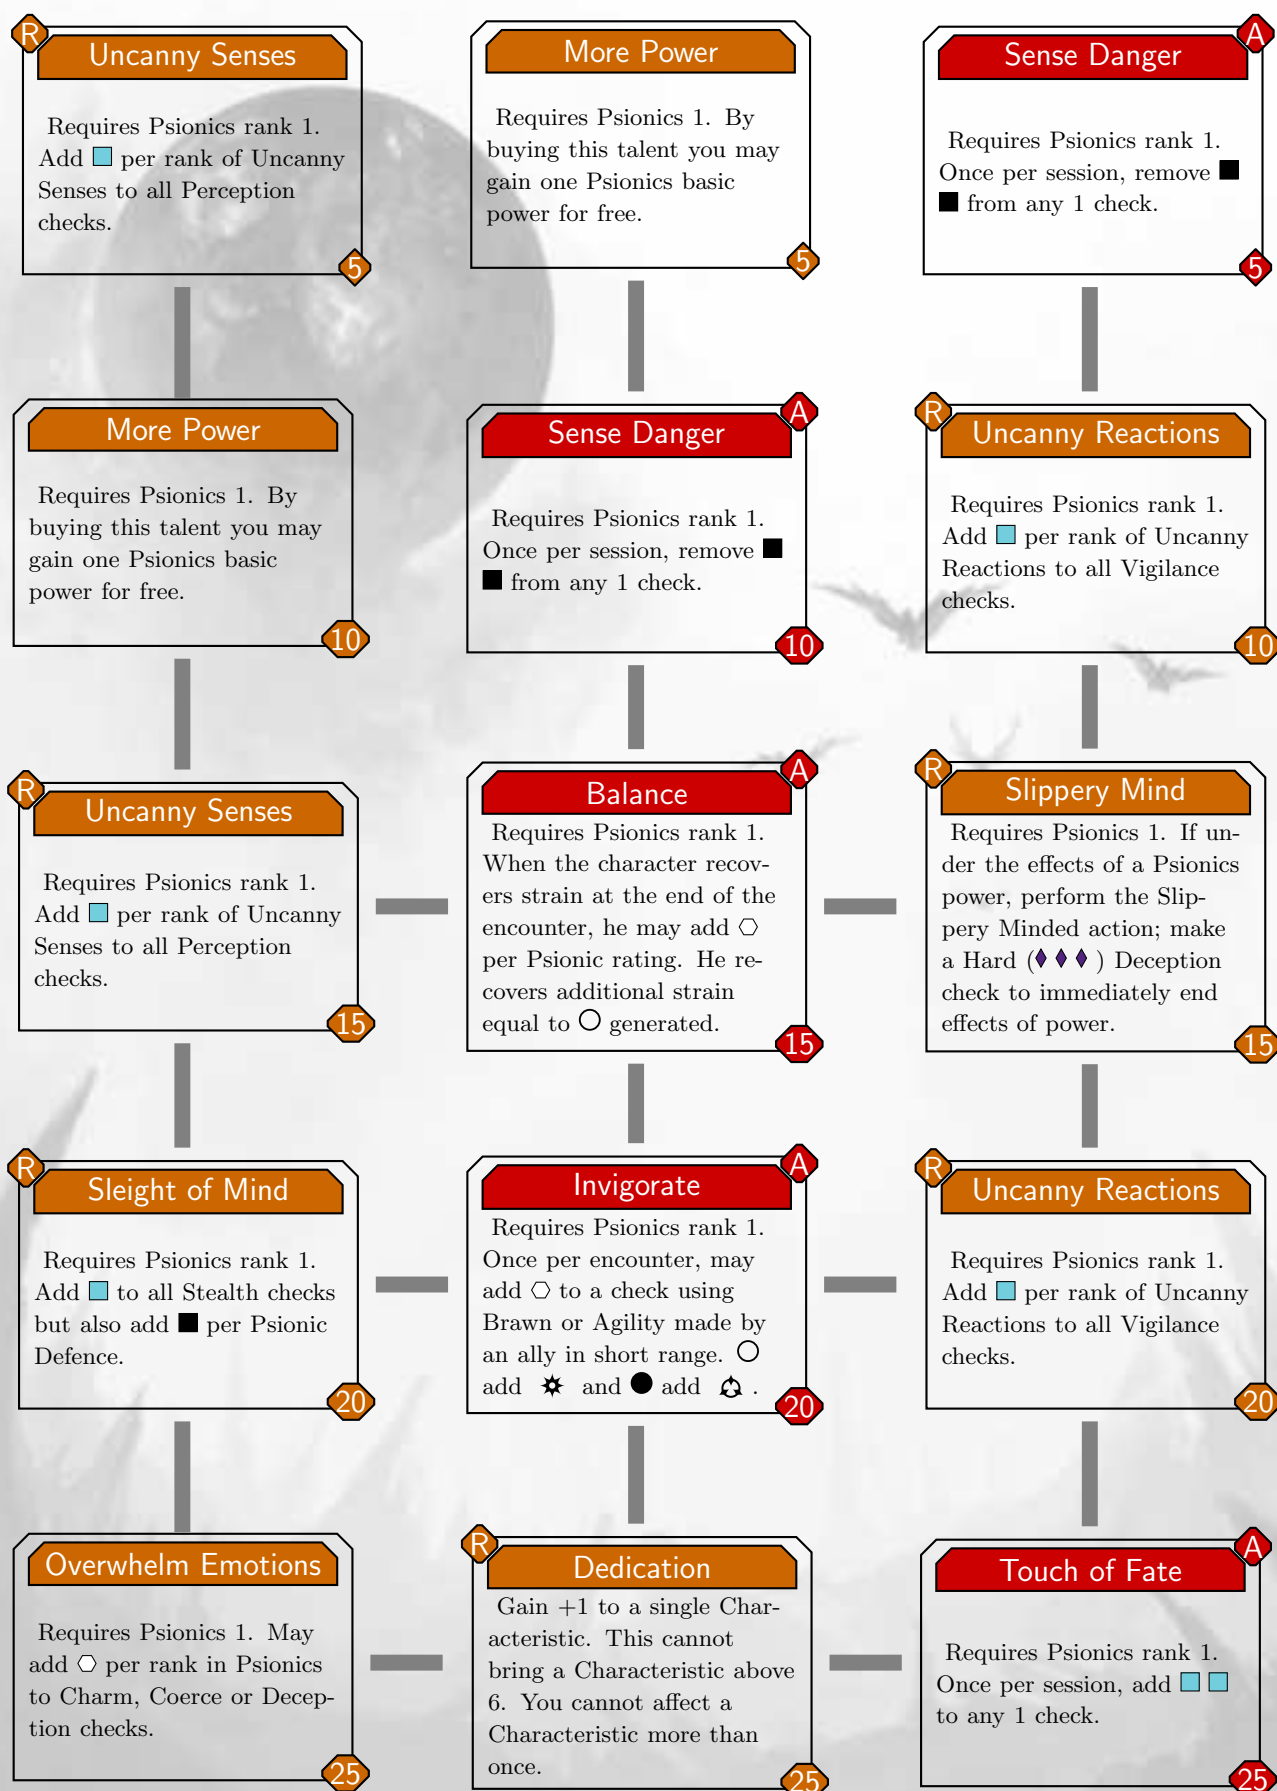 R
Uncanny Senses
Requires Psionics rank 1.
Add per rank of Uncanny
Senses to all Perception
checks.
5
More Power
Requires Psionics 1. By
buying this talent you may
gain one Psionics basic
power for free.
5
A
Sense Danger
Requires Psionics rank 1.
Once per session, remove
from any 1 check.
5
More Power
Requires Psionics 1. By
buying this talent you may
gain one Psionics basic
power for free.
10
A
Sense Danger
Requires Psionics rank 1.
Once per session, remove
from any 1 check.
10
R
Uncanny Reactions
Requires Psionics rank 1.
Add per rank of Uncanny
Reactions to all Vigilance
checks.
10
R
Uncanny Senses
Requires Psionics rank 1.
Add per rank of Uncanny
Senses to all Perception
checks.
15
A
Balance
Requires Psionics rank 1.
When the character recov-
ers strain at the end of the
encounter, he may add
per Psionic rating. He re-
covers additional strain
equal to generated.
15
R
Slippery Mind
Requires Psionics 1. If un-
der the effects of a Psionics
power, perform the Slip-
pery Minded action; make
a Hard ( ) Deception
check to immediately end
effects of power.
15
R
Sleight of Mind
Requires Psionics rank 1.
Add to all Stealth checks
but also add per Psionic
Defence.
20
A
Invigorate
Requires Psionics rank 1.
Once per encounter, may
add to a check using
Brawn or Agility made by
an ally in short range.
add and add .
20
R
Uncanny Reactions
Requires Psionics rank 1.
Add per rank of Uncanny
Reactions to all Vigilance
checks.
20
Overwhelm Emotions
Requires Psionics 1. May
add per rank in Psionics
to Charm, Coerce or Decep-
tion checks.
25
R
Dedication
Gain +1 to a single Char-
acteristic. This cannot
bring a Characteristic above
6. You cannot affect a
Characteristic more than
once.
25
A
Touch of Fate
Requires Psionics rank 1.
Once per session, add
to any 1 check.
25